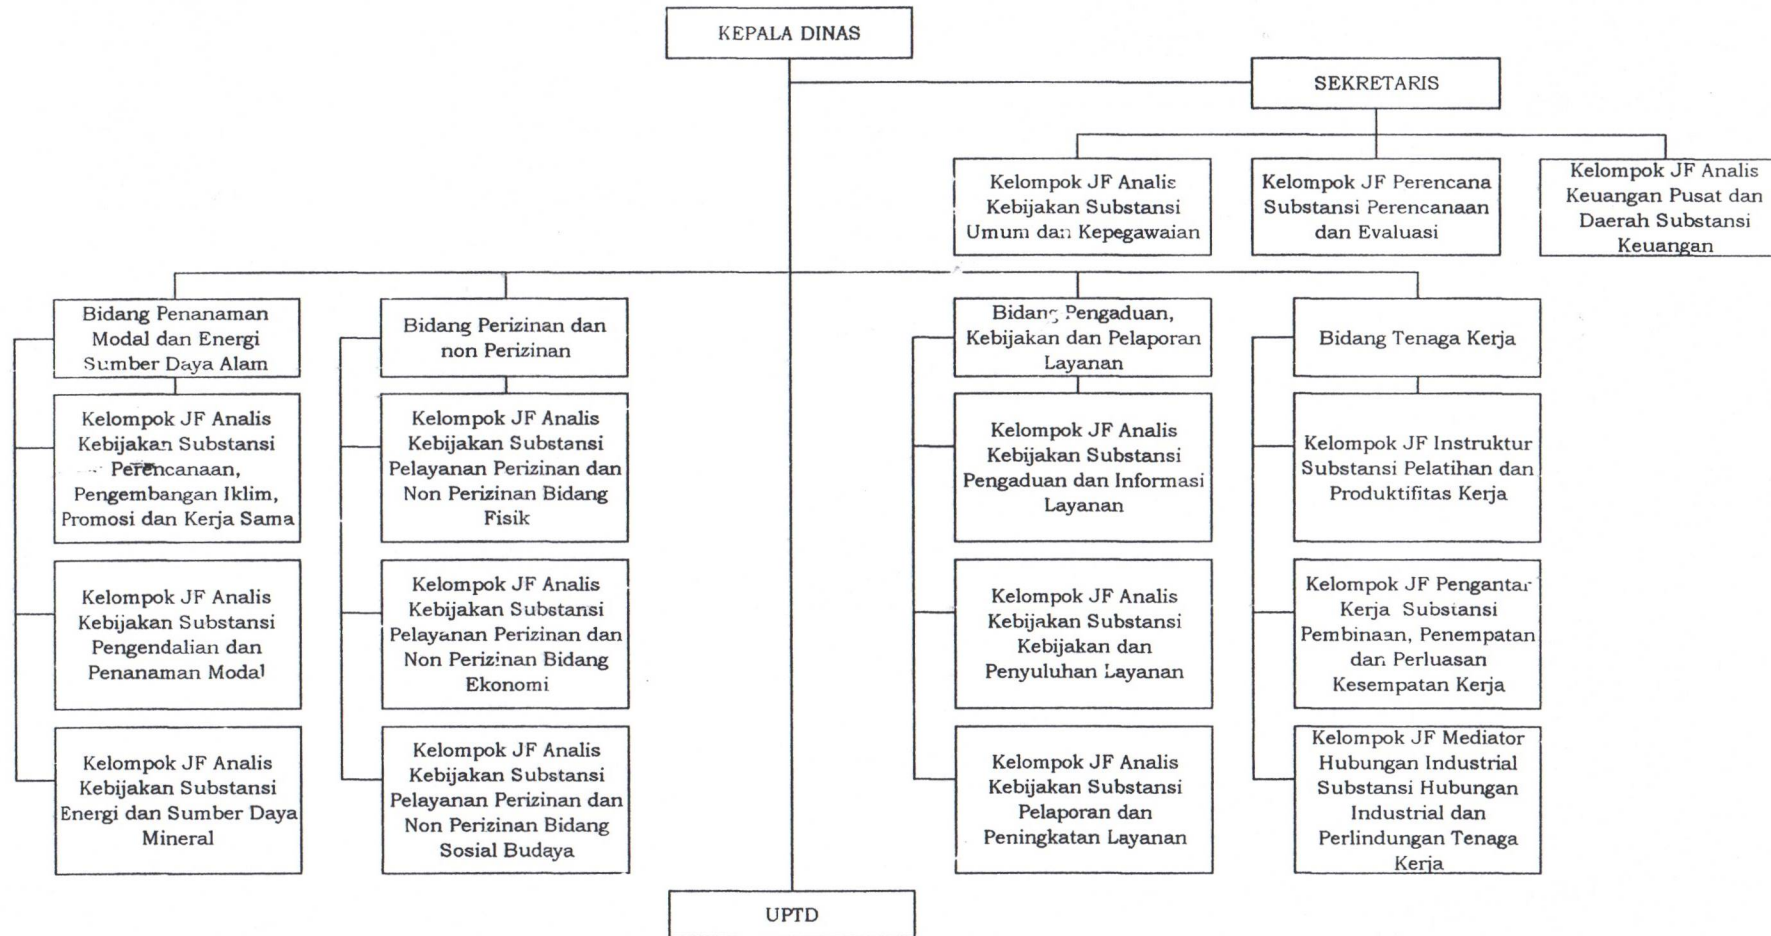 KEPALA DINAS
SEKRETARIS
Kelompok JF Analis
Kebijakan Substansi
Umum dan Kepegawaian
Kelompok JF Perencana
Substansi Perencanaan
dan Evaluasi
Kelompok JF Analis
Keuangan Pusat dan
Daerah Substansi
Keuangan
Bidang Penanaman
Modal dan Energi
Sumber Daya Alam
Kelompok JF Analis
Kebijakan Substansi
Perencanaan,
Pengembangan Iklim,
Promosi dan Kerja Sama
Kelompok JF Analis
Kebijakan Substansi
Pengendalian dan
Penanaman Modal
Kelompok JF Analis
Kebijakan Substansi
Energi dan Sumber Daya
Mineral
Bidang Perizinan dan
non Perizinan
Kelompok JF Analis
Kebijakan Substansi
Pelayanan Perizinan dan
Non Perizinan Bidang
Fisik
Kelompok JF Analis
Kebijakan Substansi
Pelayanan Perizinan dan
Non Perizinan Bidang
Ekonomi
Kelompok JF Analis
Kebijakan Substansi
Pelayanan Perizinan dan
Non Perizinan Bidang
Sosial Budaya
Bidang Pengaduan,
Kebijakan dan Pelaporan
Layanan
Kelompok JF Analis
Kebijakan Substansi
Pengaduan dan Informasi
Layanan
Kelompok JF Analis
Kebijakan Substansi
Kebijakan dan
Penyuluhan Layanan
Kelompok JF Analis
Kebijakan Substansi
Pelaporan dan
Peningkatan Layanan
Bidang Tenaga Kerja
Kelompok JF Instruktur
Substansi Pelatihan dan
Produktifitas Kerja
Kelompok JF Pengantar
Kerja Substansi
Pembinaan, Penempatan
dan Perluasan
Kesempatan Kerja
Kelompok JF Mediator
Hubungan Industrial
Substansi Hubungan
Industrial dan
Perlindungan Tenaga
Kerja
UPTD